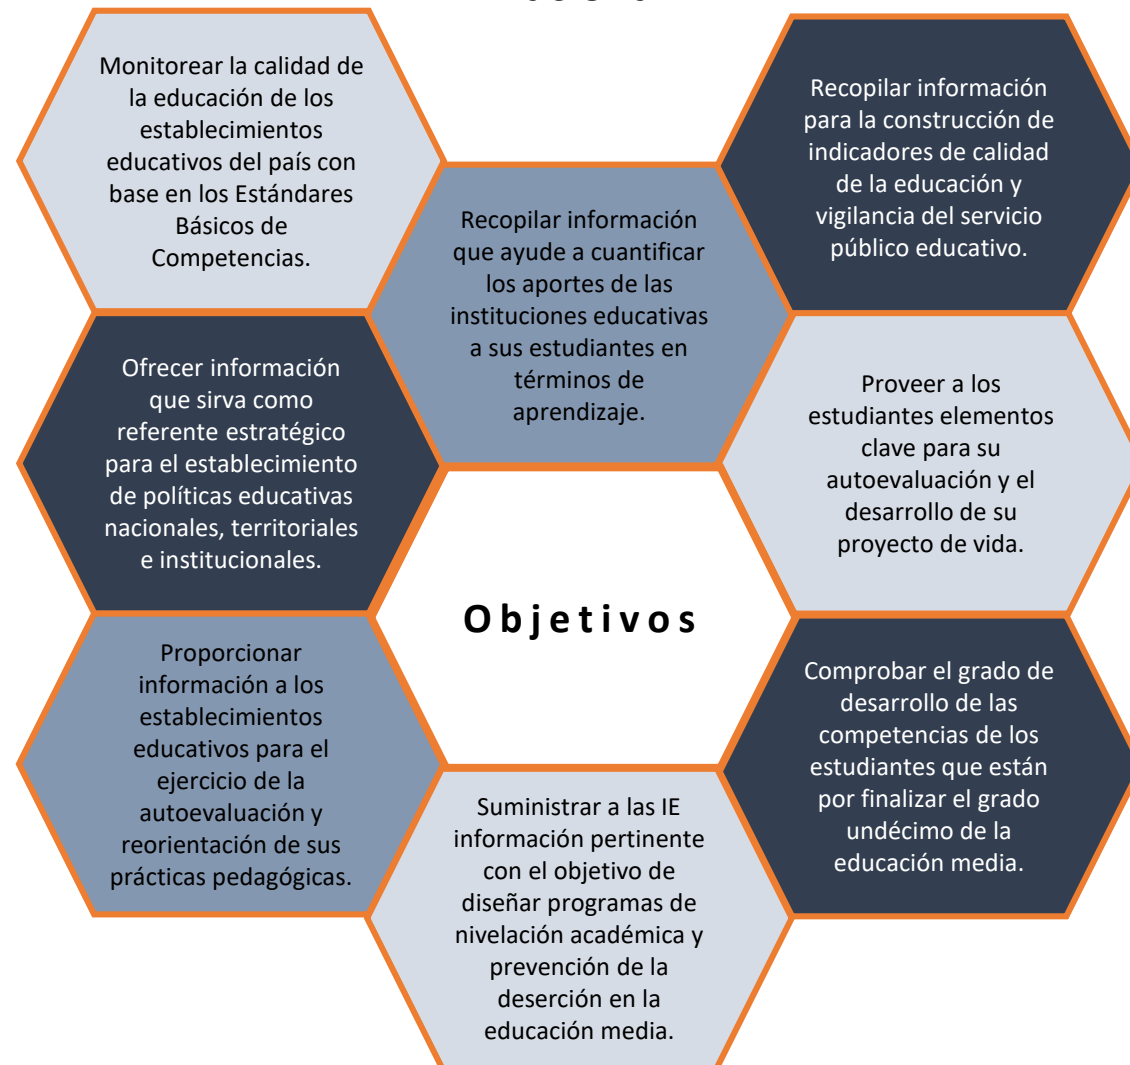 Monitorear la calidad de
la educación de los
establecimientos
educativos del país con
base en los Estándares
Básicos de
Competencias.
Recopilar información
que ayude a cuantificar
los aportes de las
instituciones educativas
a sus estudiantes en
términos de
aprendizaje.
Recopilar información
para la construcción de
indicadores de calidad
de la educación y
vigilancia del servicio
público educativo.
Ofrecer información
que sirva como
referente estratégico
para el establecimiento
de políticas educativas
nacionales, territoriales
e institucionales.
Proveer a los
estudiantes elementos
clave para su
autoevaluación y el
desarrollo de su
proyecto de vida.
Objetivos
Proporcionar
información a los
establecimientos
educativos para el
ejercicio de la
autoevaluación y
reorientación de sus
prácticas pedagógicas.
Suministrar a las IE
información pertinente
con el objetivo de
diseñar programas de
nivelación académica y
prevención de la
deserción en la
educación media.
Comprobar el grado de
desarrollo de las
competencias de los
estudiantes que están
por finalizar el grado
undécimo de la
educación media.